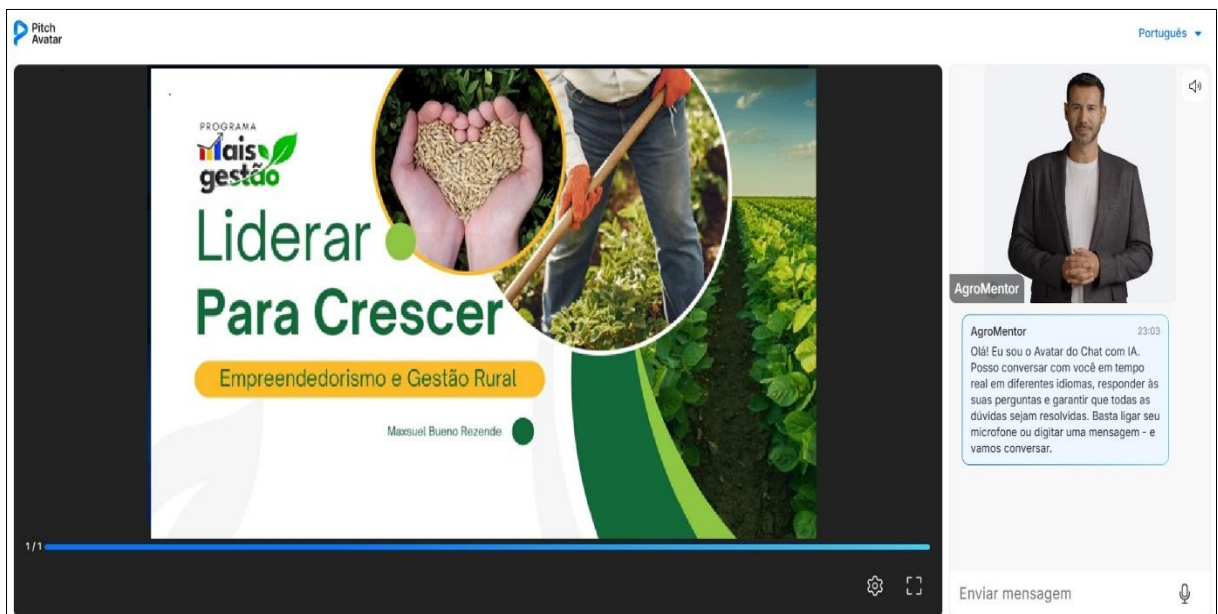 Pitch
Avatar
Português
PROGRAMA
Mais
gestão
Liderar
Para Crescer
Empreendedorismo e Gestão Rural
Maxsuel Bueno Rezende
1/1
AgroMentor
AgroMentor 23:03
Olá! Eu sou o Avatar do Chat com IA.
Posso conversar com você em tempo
real em diferentes idiomas, responder às
suas perguntas e garantir que todas as
dúvidas sejam resolvidas. Basta ligar seu
microfone ou digitar uma mensagem - e
vamos conversar.
Enviar mensagem